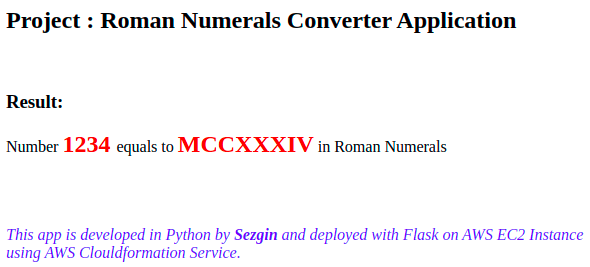 Project : Roman Numerals Converter Application
Result:
Number 1234 equals to MCCXXXIV in Roman Numerals
This app is developed in Python by Sezgin and deployed with Flask on AWS EC2 Instance
using AWS Clouldformation Service.